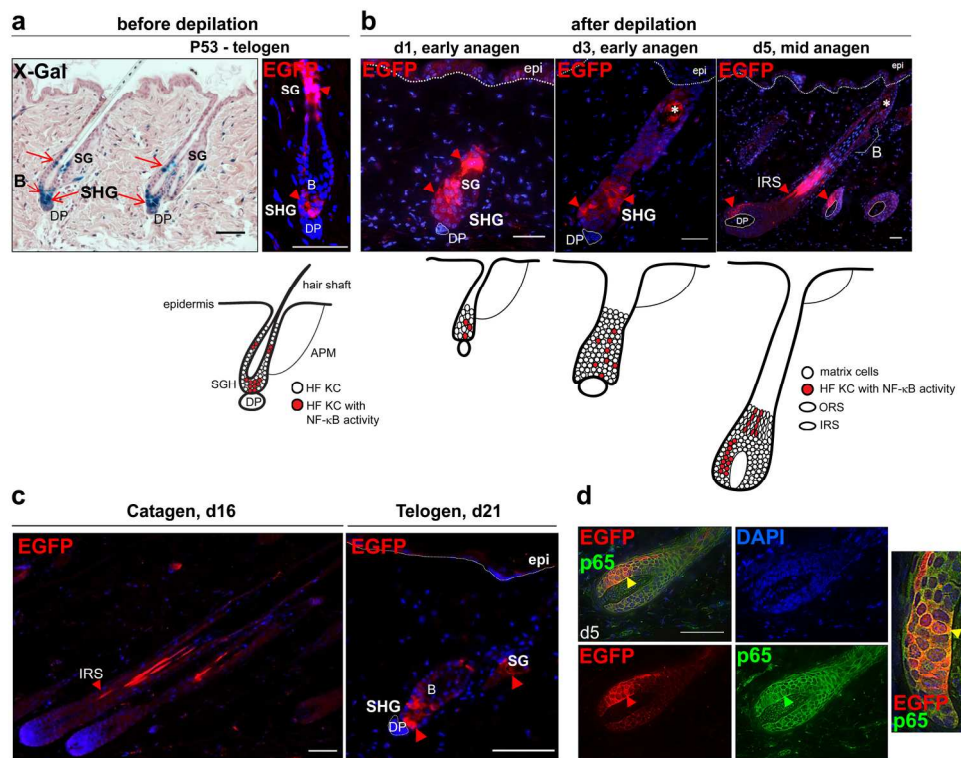 a
before depilation
P53 - telogen
X-Gal
SG
SG
B
SHG
DP
DP
EGFP
SG
B
SHG
DP
b
after depilation
d1, early anagen
d3, early anagen
d5, mid anagen
EGFP
epi
SG
SHG
DP
EGFP
epi
*
SHG
DP
EGFP
epi
*
B
IRS
DP
hair shaft
epidermis
APM
SGH
DP
HF KC
HF KC with
NF-κB activity
matrix cells
HF KC with NF-κB activity
ORS
IRS
c
Catagen, d16
Telogen, d21
EGFP
IRS
EGFP
epi
SG
B
SHG
DP
d
EGFP
p65
d5
DAPI
EGFP
p65
EGFP
p65